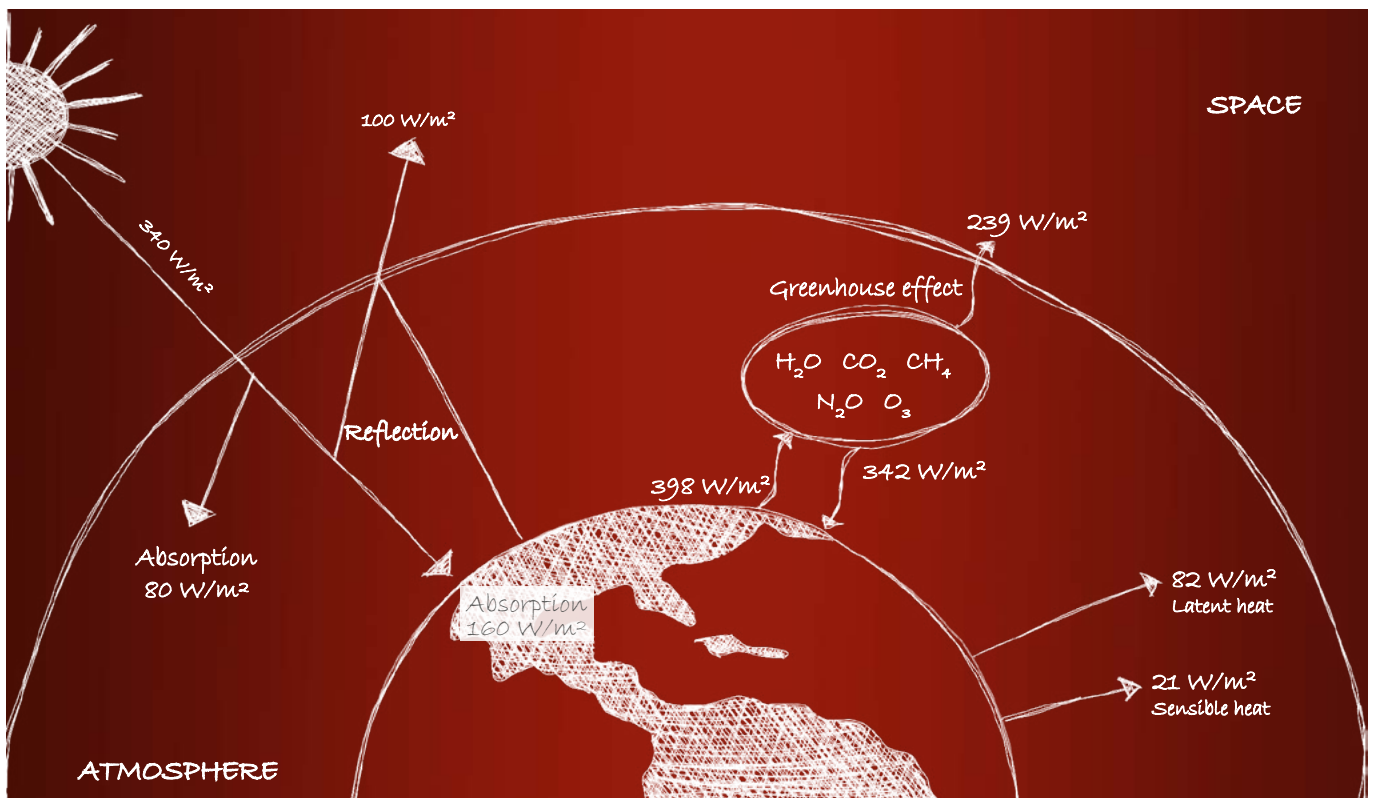 SPACE
100 W/m²
340 W/m²
239 W/m²
Greenhouse effect
H₂O CO₂ CH₄
N₂O O₃
Reflection
398 W/m²
342 W/m²
Absorption
80 W/m²
Absorption
160 W/m²
82 W/m²
Latent heat
21 W/m²
Sensible heat
ATMOSPHERE